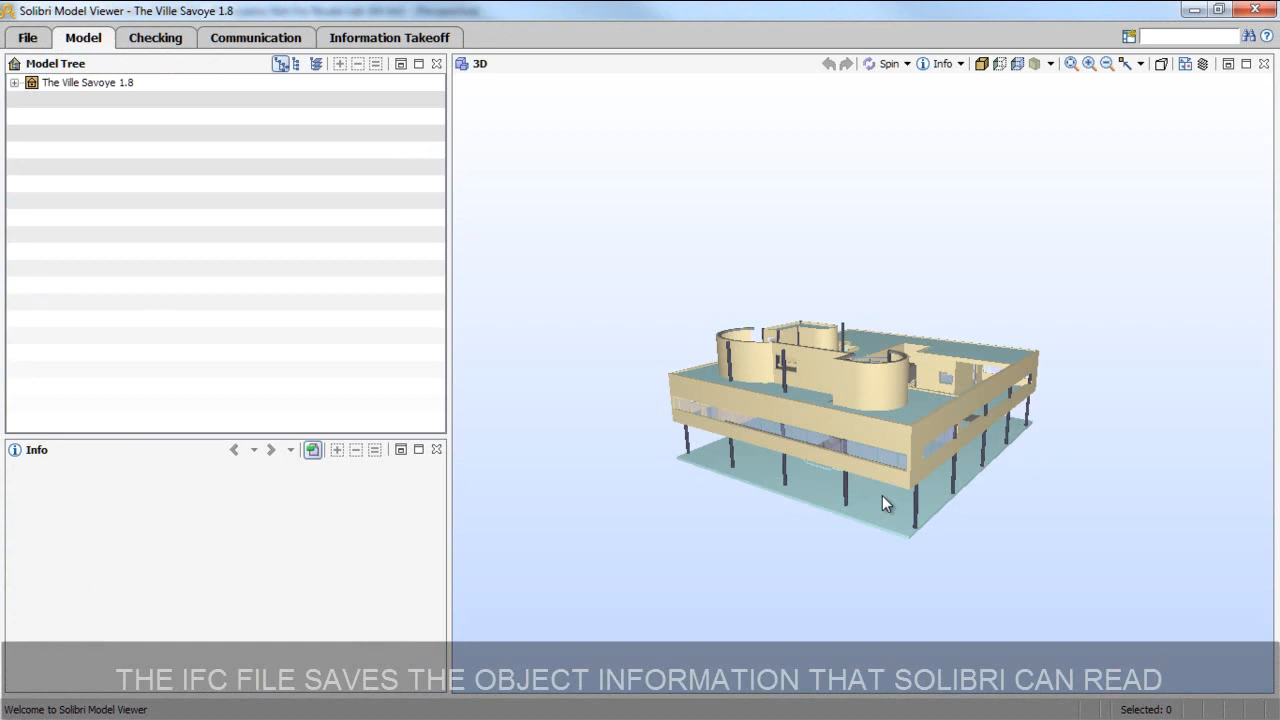 Solibri Model Viewer - The Ville Savoye 1.8
File
Model
Checking
Communication
Information Takeoff
Model Tree
3D
Spin
Info
The Ville Savoye 1.8
Info
THE IFC FILE SAVES THE OBJECT INFORMATION THAT SOLIBRI CAN READ
Welcome to Solibri Model Viewer
Selected: 0